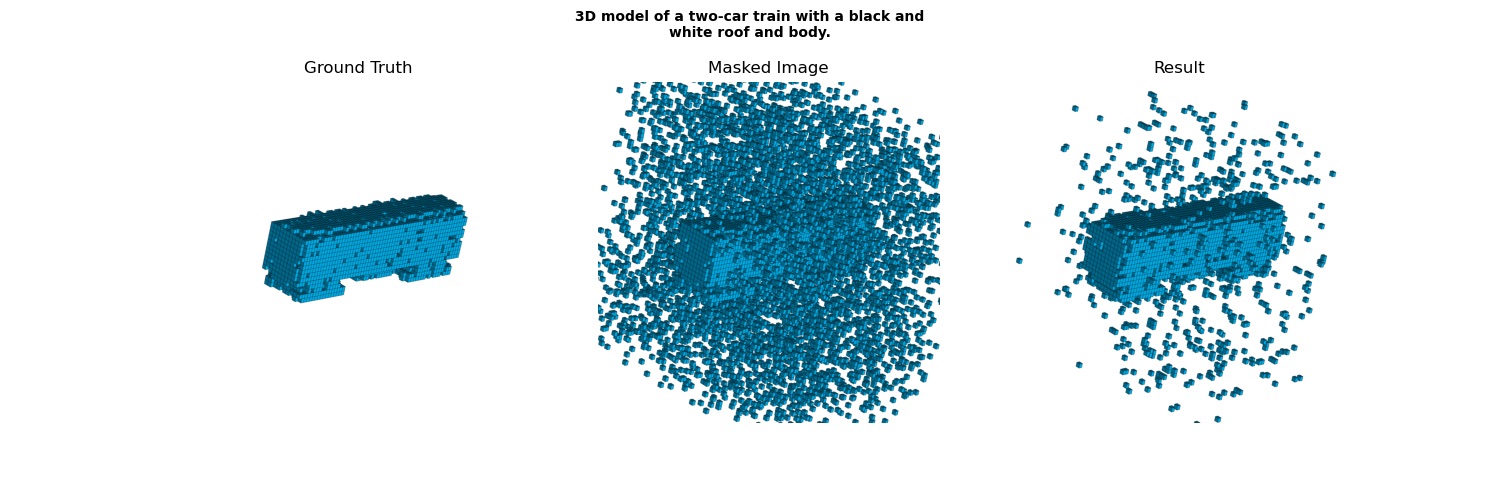 3D model of a two-car train with a black and
white roof and body.
Ground Truth
Masked Image
Result